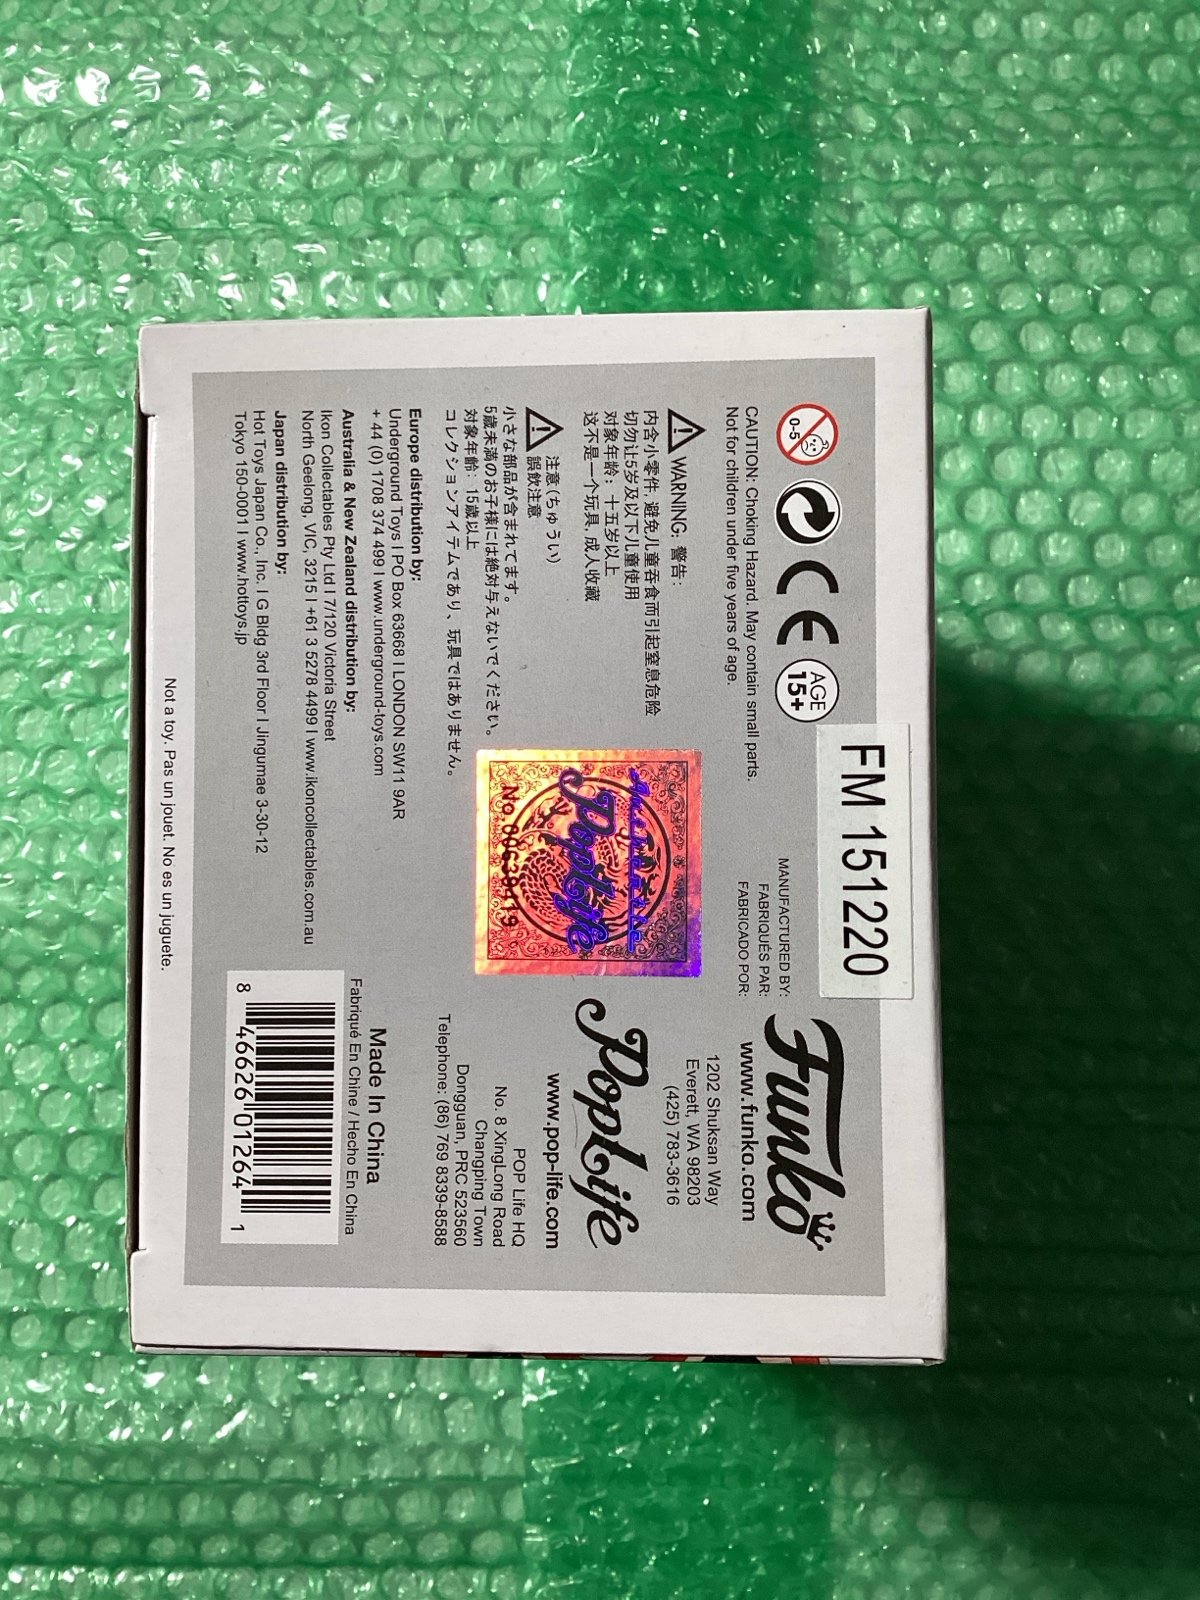 0-5
CE
AGE
15+
CAUTION: Choking Hazard. May contain small parts.
Not for children under five years of age.
WARNING: 警告:
内含小零件, 避免儿童吞食而引起窒息危险
切勿让5岁及以下儿童使用
对象年龄: 十五岁以上
这不是一个玩具, 成人收藏
注意 (ちゅうい)
誤飲注意
小さな部品が含まれてます。
5歳未満のお子様には絶対与えないでください。
対象年齢: 15歳以上
コレクションアイテムであり、玩具ではありません。
Europe distribution by:
Underground Toys I PO Box 63668 I LONDON SW11 9AR
+ 44 (0) 1708 374 499 I www.underground-toys.com
Australia & New Zealand distribution by:
Ikon Collectables Pty Ltd I 7/120 Victoria Street
North Geelong, VIC, 3215 I +61 3 5278 4499 I www.ikoncollectables.com.au
Japan distribution by:
Hot Toys Japan Co., Inc. I G Bldg 3rd Floor I Jingumae 3-30-12
Tokyo 150-0001 I www.hottoys.jp
Not a toy. Pas un jouet. No es un juguete.
FM 151220
MANUFACTURED BY:
FABRIQUÉS PAR:
FABRICADO POR:
Funko
www.funko.com
1202 Shuksan Way
Everett, WA 98203
(425) 783-3616
Authentic
PopLife
PopLife
www.pop-life.com
POP Life HQ
No. 8 XingLong Road
Changping Town
Dongguan, PRC 523560
Telephone: (86) 769 8339-8588
Made In China
Fabriqué En Chine / Hecho En China
8 46626 01264 1